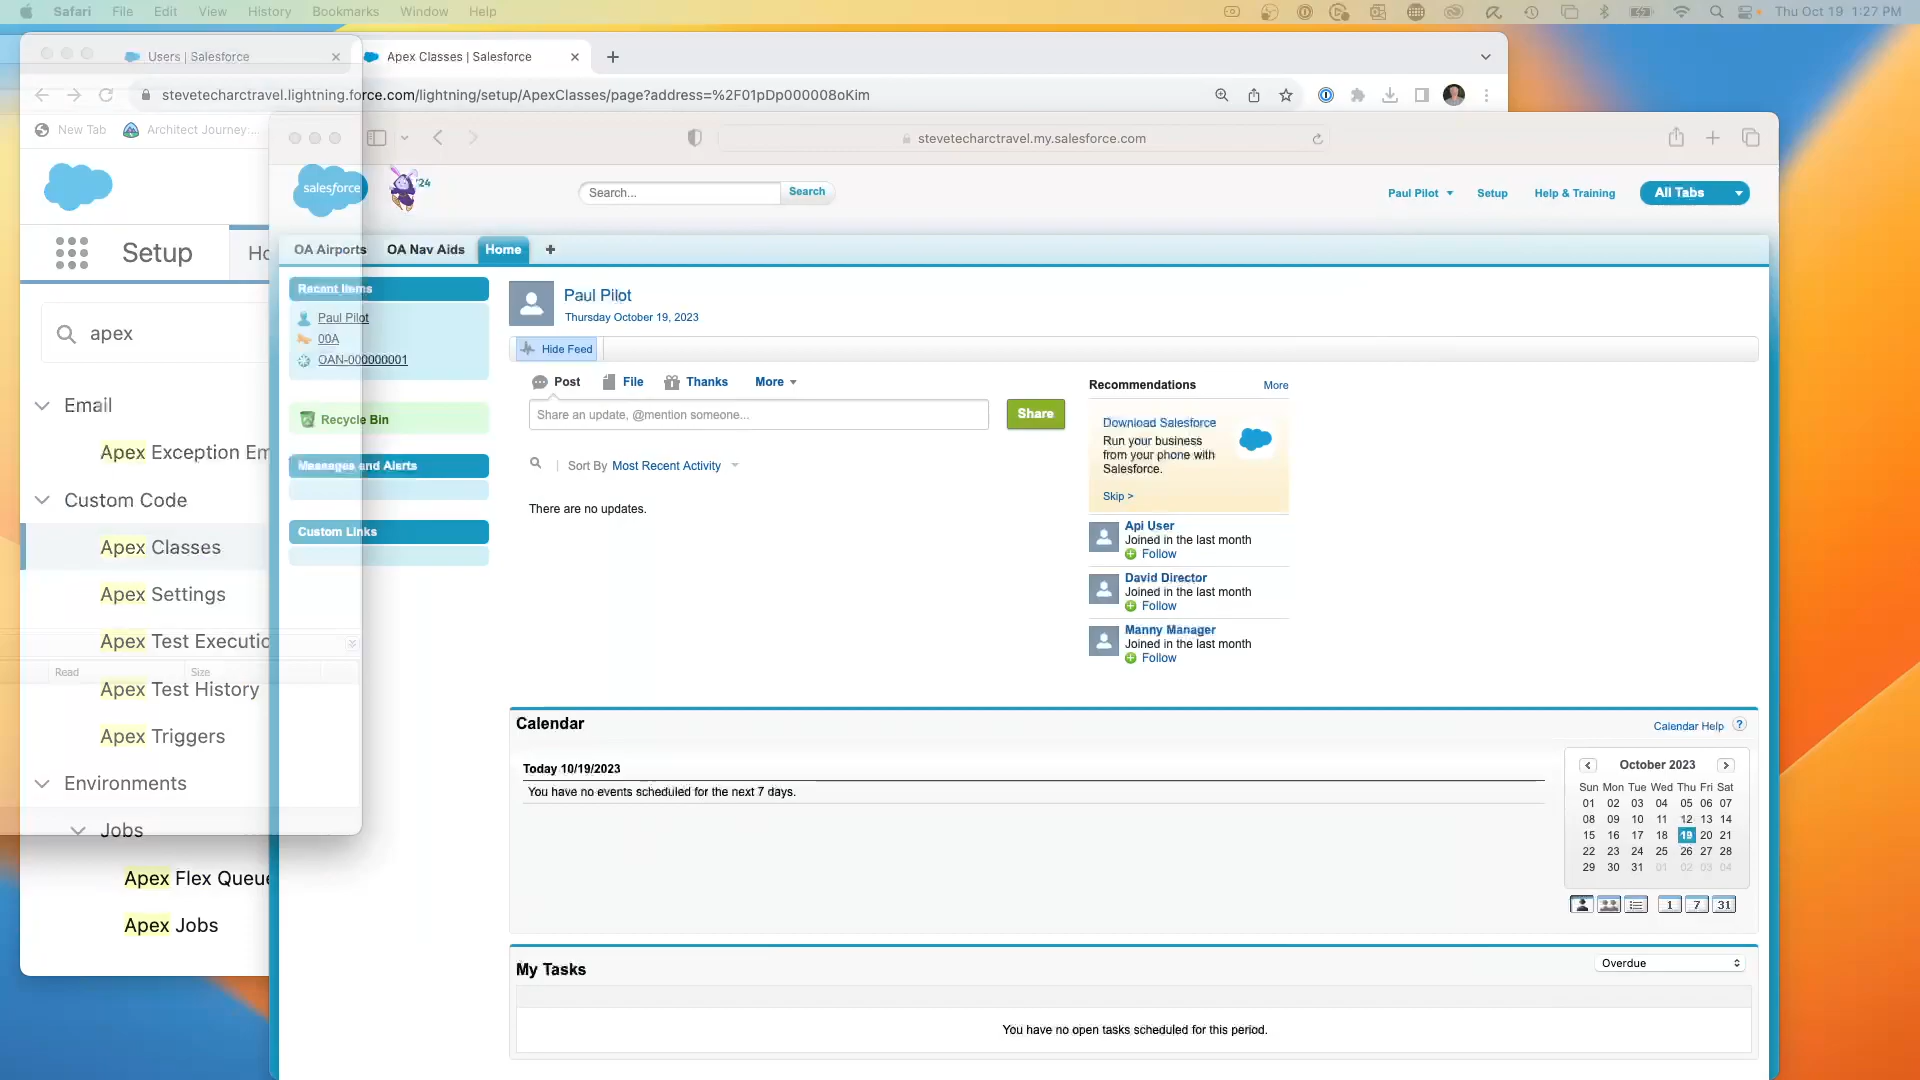 Safari File Edit View History Bookmarks Window Help
Thu Oct 19 1:27 PM
Users | Salesforce
Apex Classes | Salesforce
stevetecharctravel.lightning.force.com/lightning/setup/ApexClasses/page?address=%2F01pDp000008oKim
New Tab
Architect Journey:...
stevetecharctravel.my.salesforce.com
salesforce
'24
Search...
Search
Paul Pilot
Setup
Help & Training
All Tabs
Setup
Ho
OA Airports
OA Nav Aids
Home
+
apex
Email
Apex Exception Em
Custom Code
Apex Classes
Apex Settings
Apex Test Executio
Read
Size
Apex Test History
Apex Triggers
Environments
Jobs
Apex Flex Queue
Apex Jobs
Recent Items
Paul Pilot
00A
OAN-000000001
Recycle Bin
Messages and Alerts
Custom Links
Paul Pilot
Thursday October 19, 2023
Hide Feed
Post
File
Thanks
More
Share an update, @mention someone...
Share
Sort By Most Recent Activity
There are no updates.
Recommendations
More
Download Salesforce
Run your business
from your phone with
Salesforce.
Skip >
Api User
Joined in the last month
Follow
David Director
Joined in the last month
Follow
Manny Manager
Joined in the last month
Follow
Calendar
Calendar Help
?
Today 10/19/2023
You have no events scheduled for the next 7 days.
October 2023
Sun Mon Tue Wed Thu Fri Sat
01 02 03 04 05 06 07
08 09 10 11 12 13 14
15 16 17 18 19 20 21
22 23 24 25 26 27 28
29 30 31 01 02 03 04
1 7 31
My Tasks
Overdue
You have no open tasks scheduled for this period.